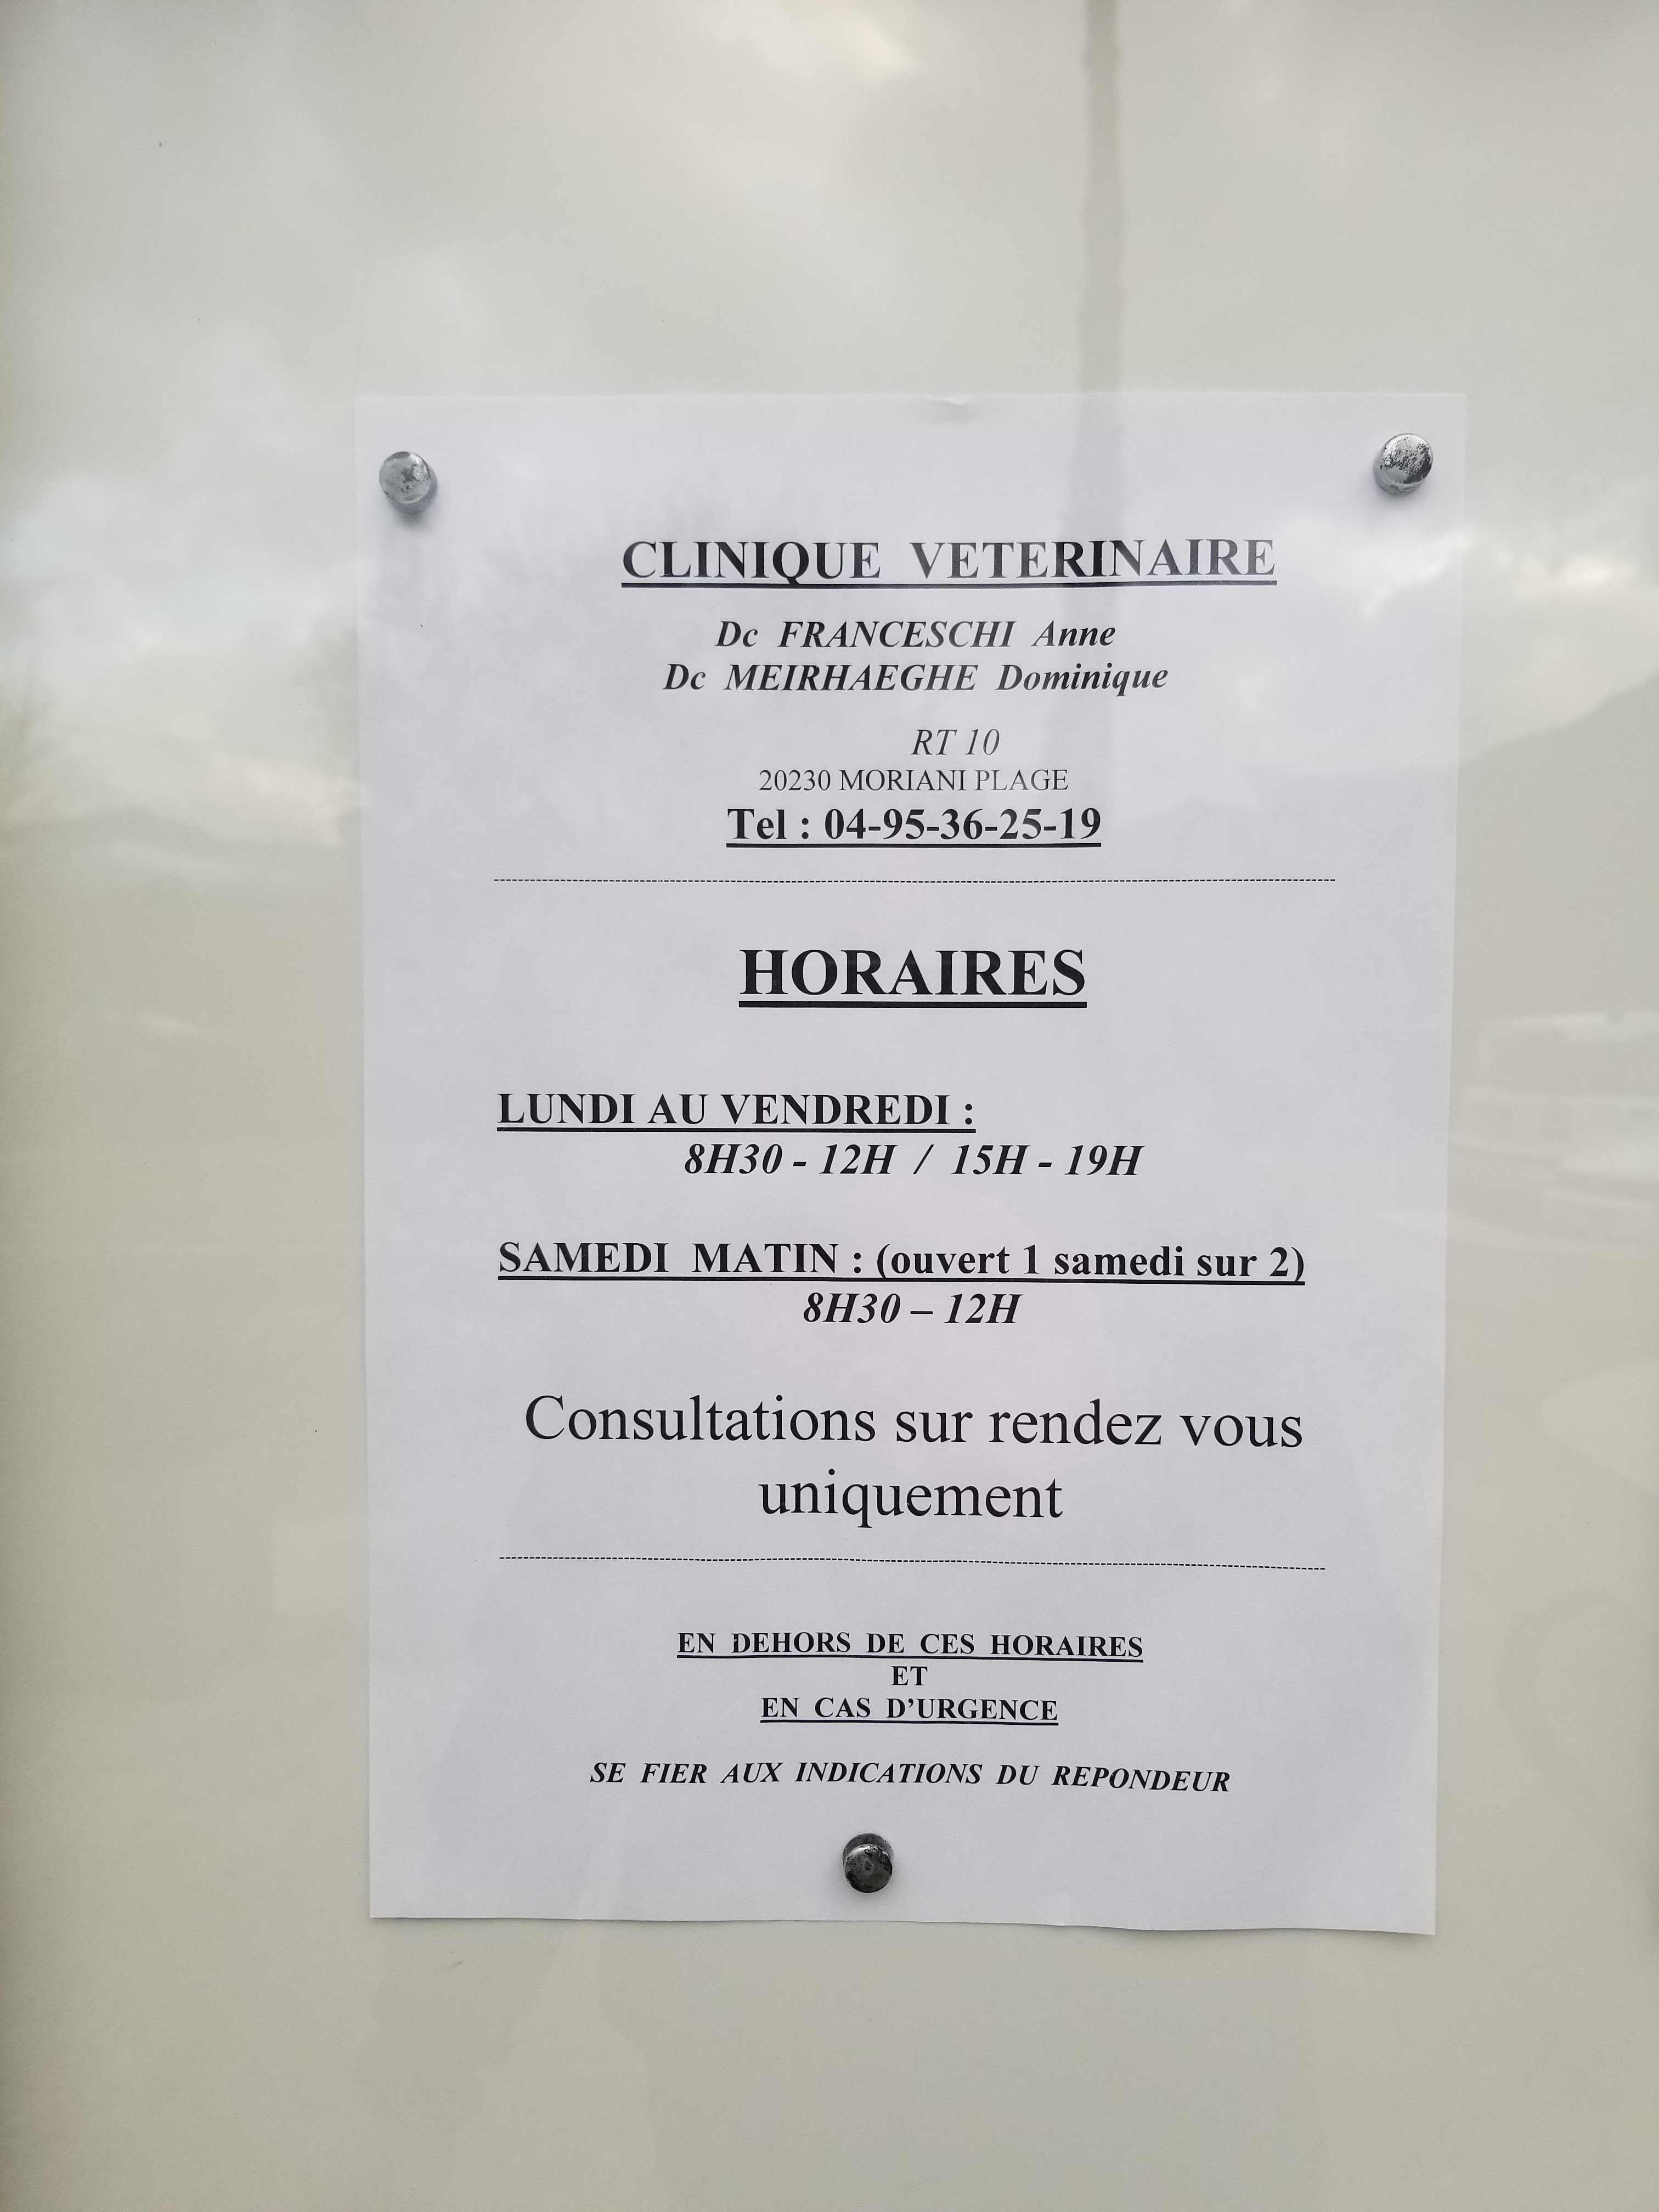 CLINIQUE VETERINAIRE
Dc FRANCESCHI Anne
Dc MEIRHAEGHE Dominique
RT 10
20230 MORIANI PLAGE
Tel : 04-95-36-25-19
HORAIRES
LUNDI AU VENDREDI :
8H30 - 12H / 15H - 19H
SAMEDI MATIN : (ouvert 1 samedi sur 2)
8H30 – 12H
Consultations sur rendez vous
uniquement
EN DEHORS DE CES HORAIRES
ET
EN CAS D’URGENCE
SE FIER AUX INDICATIONS DU REPONDEUR